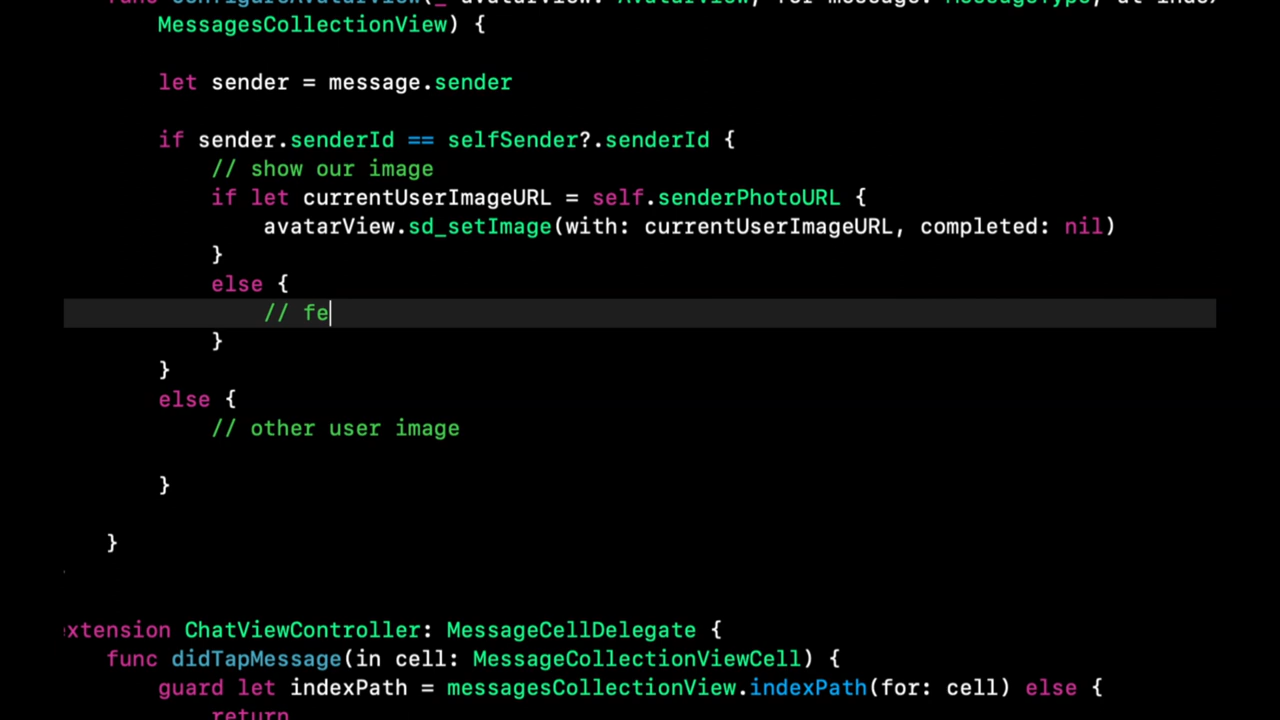 MessagesCollectionView) {
let sender = message.sender
if sender.senderId == selfSender?.senderId {
// show our image
if let currentUserImageURL = self.senderPhotoURL {
avatarView.sd_setImage(with: currentUserImageURL, completed: nil)
}
else {
// fe
}
}
else {
// other user image
}
}
extension ChatViewController: MessageCellDelegate {
func didTapMessage(in cell: MessageCollectionViewCell) {
guard let indexPath = messagesCollectionView.indexPath(for: cell) else {
return